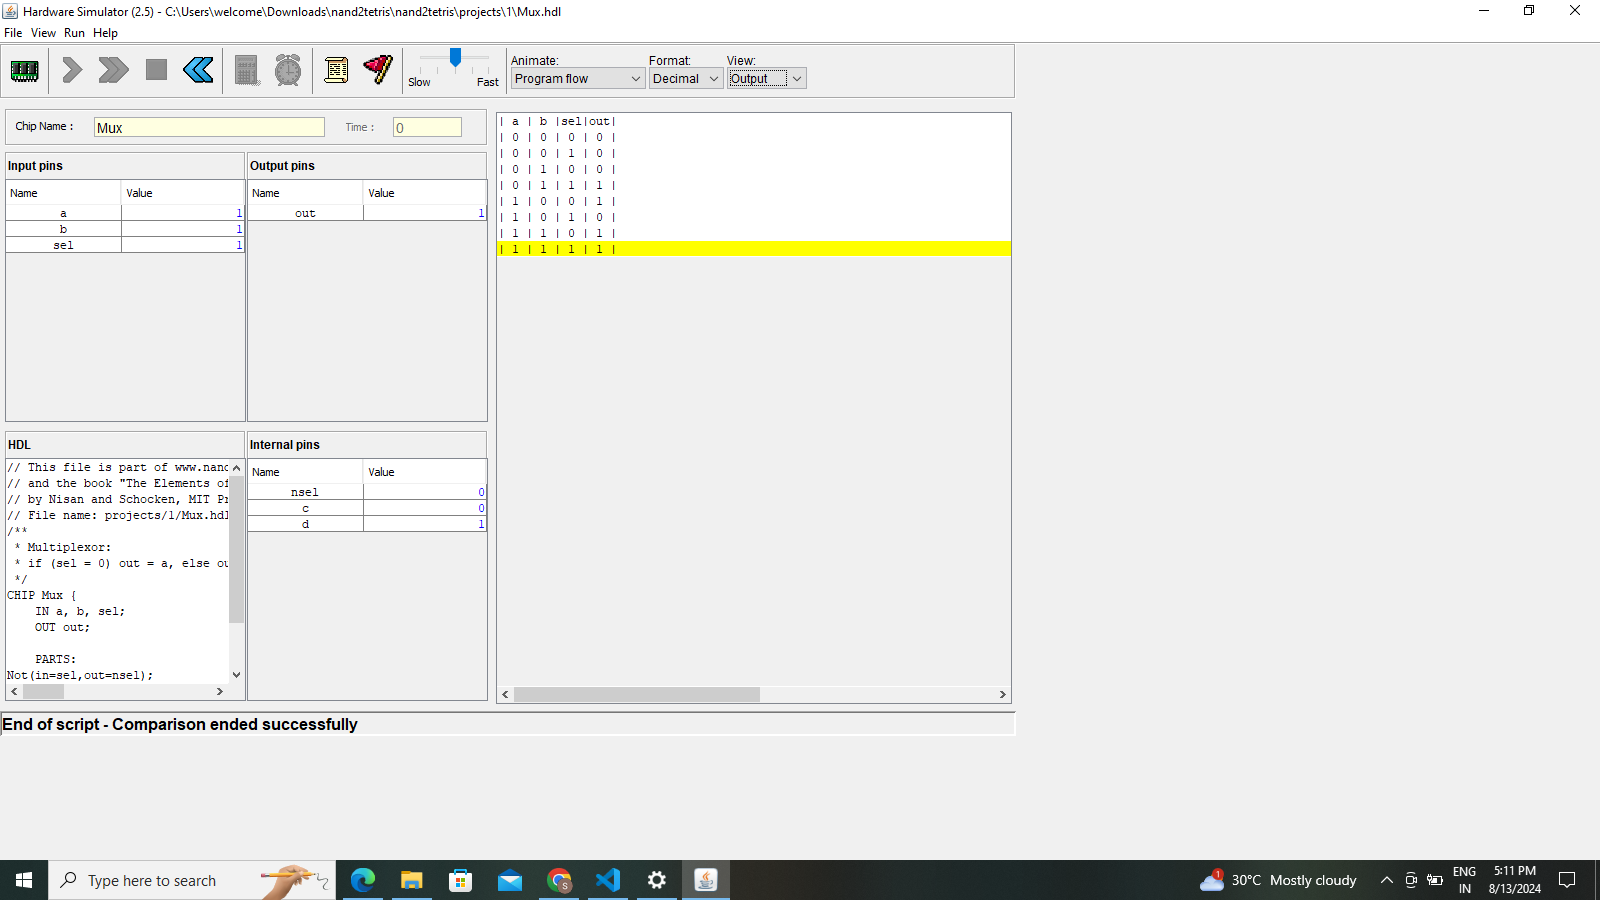 Hardware Simulator (2.5) - C:\Users\welcome\Downloads\nand2tetris\nand2tetris\projects\1\Mux.hdl
File View Run Help
Slow Fast
Animate: Format: View:
Program flow Decimal Output
Chip Name : Mux Time : 0
Input pins
Name Value
a 1
b 1
sel 1
Output pins
Name Value
out 1
HDL
// This file is part of www.nand
// and the book "The Elements of
// by Nisan and Schocken, MIT Pr
// File name: projects/1/Mux.hdl
/**
* Multiplexor:
* if (sel = 0) out = a, else ou
*/
CHIP Mux {
IN a, b, sel;
OUT out;
PARTS:
Not(in=sel,out=nsel);
Internal pins
Name Value
nsel 0
c 0
d 1
| a | b |sel|out|
| 0 | 0 | 0 | 0 |
| 0 | 0 | 1 | 0 |
| 0 | 1 | 0 | 0 |
| 0 | 1 | 1 | 1 |
| 1 | 0 | 0 | 1 |
| 1 | 0 | 1 | 0 |
| 1 | 1 | 0 | 1 |
| 1 | 1 | 1 | 1 |
End of script - Comparison ended successfully
Type here to search
S
1
30°C Mostly cloudy
ENG
IN
5:11 PM
8/13/2024